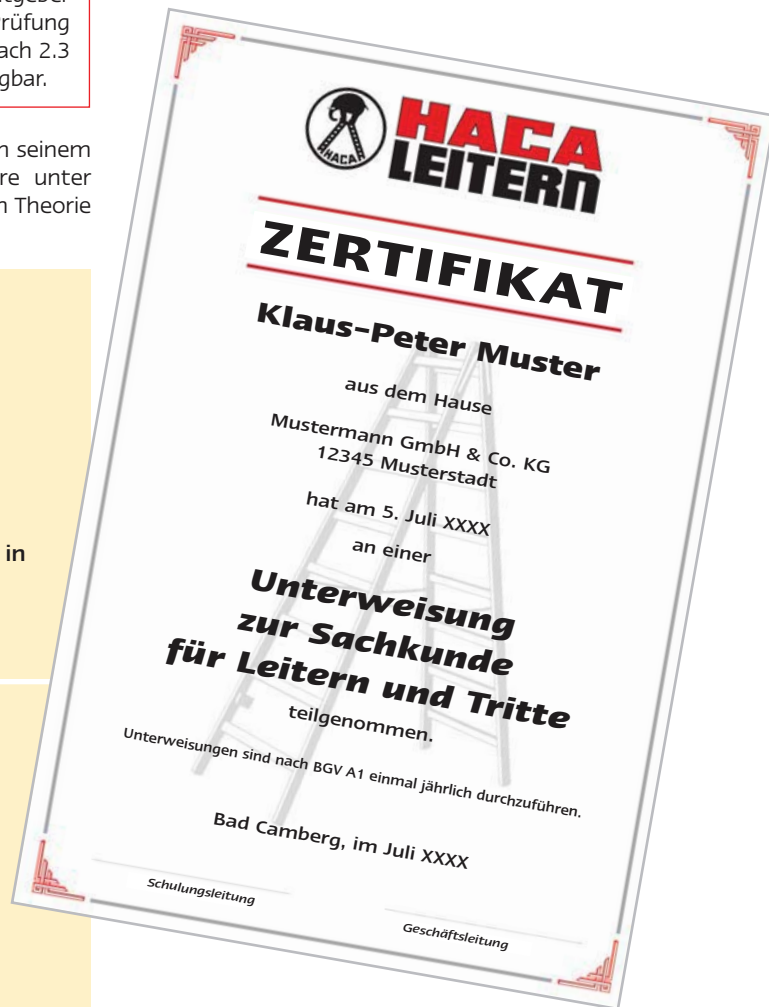 rüfung
ach 2.3
gbar.
n seinem
re unter
n Theorie
in
HACA
HACA
LEITERN
ZERTIFIKAT
Klaus-Peter Muster
aus dem Hause
Mustermann GmbH & Co. KG
12345 Musterstadt
hat am 5. Juli XXXX
an einer
Unterweisung
zur Sachkunde
für Leitern und Tritte
teilgenommen.
Unterweisungen sind nach BGV A1 einmal jährlich durchzuführen.
Bad Camberg, im Juli XXXX
Schulungsleitung
Geschäftsleitung